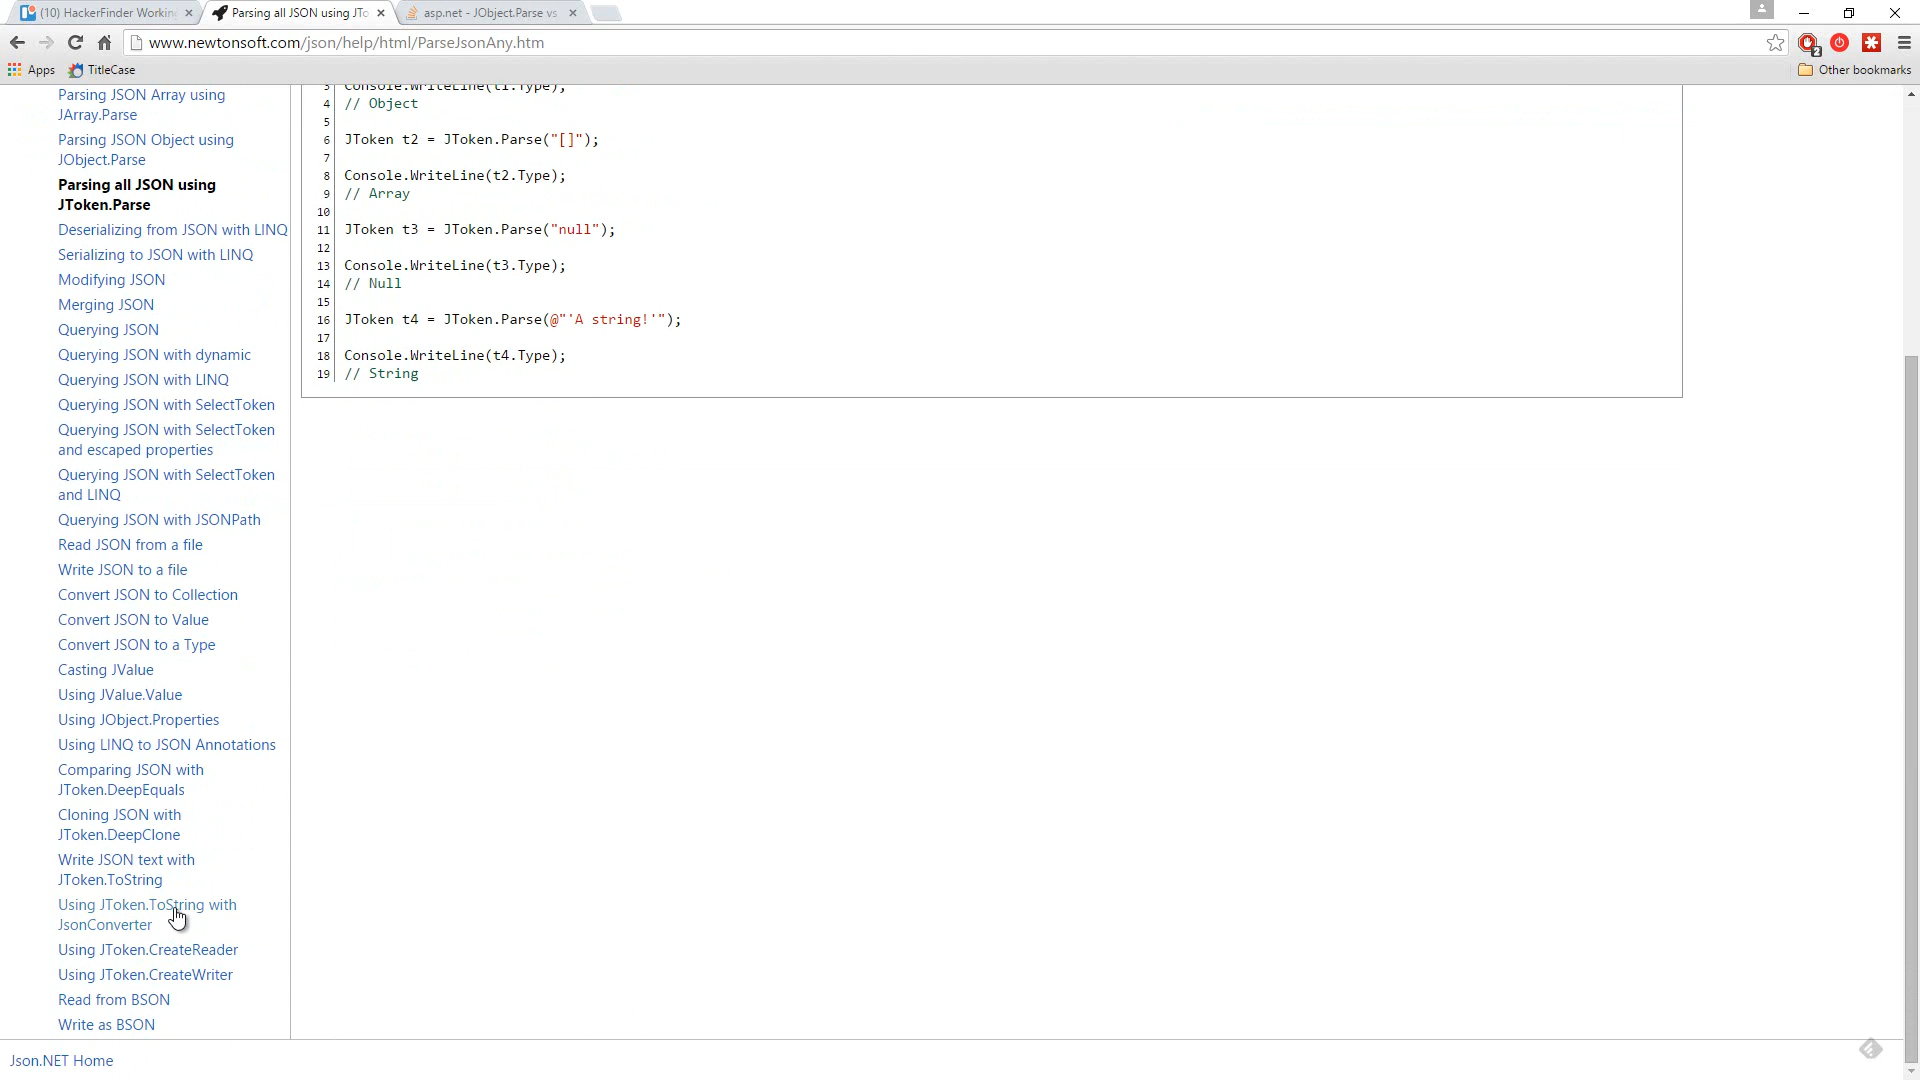 (10) HackerFinder Workin
Parsing all JSON using JTo
asp.net - JObject.Parse vs
www.newtonsoft.com/json/help/html/ParseJsonAny.htm
2
Apps
TitleCase
Other bookmarks
Parsing JSON Array using
JArray.Parse
Parsing JSON Object using
JObject.Parse
Parsing all JSON using
JToken.Parse
Deserializing from JSON with LINQ
Serializing to JSON with LINQ
Modifying JSON
Merging JSON
Querying JSON
Querying JSON with dynamic
Querying JSON with LINQ
Querying JSON with SelectToken
Querying JSON with SelectToken
and escaped properties
Querying JSON with SelectToken
and LINQ
Querying JSON with JSONPath
Read JSON from a file
Write JSON to a file
Convert JSON to Collection
Convert JSON to Value
Convert JSON to a Type
Casting JValue
Using JValue.Value
Using JObject.Properties
Using LINQ to JSON Annotations
Comparing JSON with
JToken.DeepEquals
Cloning JSON with
JToken.DeepClone
Write JSON text with
JToken.ToString
Using JToken.ToString with
JsonConverter
Using JToken.CreateReader
Using JToken.CreateWriter
Read from BSON
Write as BSON
3 Console.WriteLine(t1.Type);
4 // Object
5
6 JToken t2 = JToken.Parse("[]");
7
8 Console.WriteLine(t2.Type);
9 // Array
10
11 JToken t3 = JToken.Parse("null");
12
13 Console.WriteLine(t3.Type);
14 // Null
15
16 JToken t4 = JToken.Parse(@"'A string!'");
17
18 Console.WriteLine(t4.Type);
19 // String
Json.NET Home